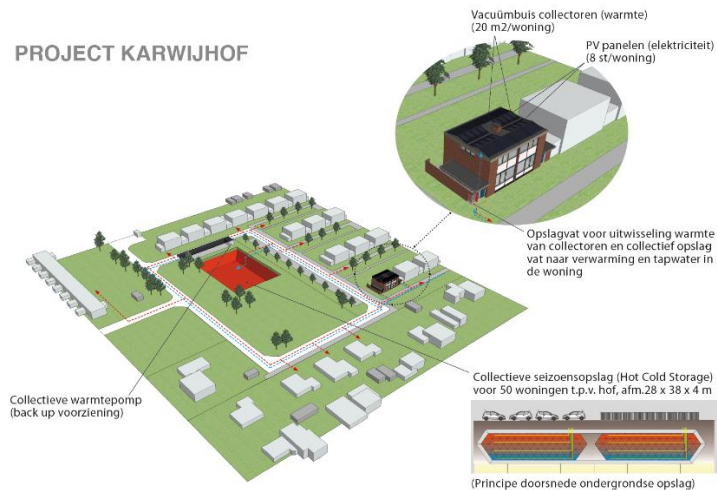 PROJECT KARWIJHOF
Vacuümbuis collectoren (warmte)
(20 m2/woning)
PV panelen (elektriciteit)
(8 st/woning)
Opslagvat voor uitwisseling warmte
van collectoren en collectief opslag
vat naar verwarming en tapwater in
de woning
Collectieve warmtepomp
(back up voorziening)
Collectieve seizoensopslag (Hot Cold Storage)
voor 50 woningen t.p.v. hof, afm.28 x 38 x 4 m
(Principe doorsnede ondergrondse opslag)